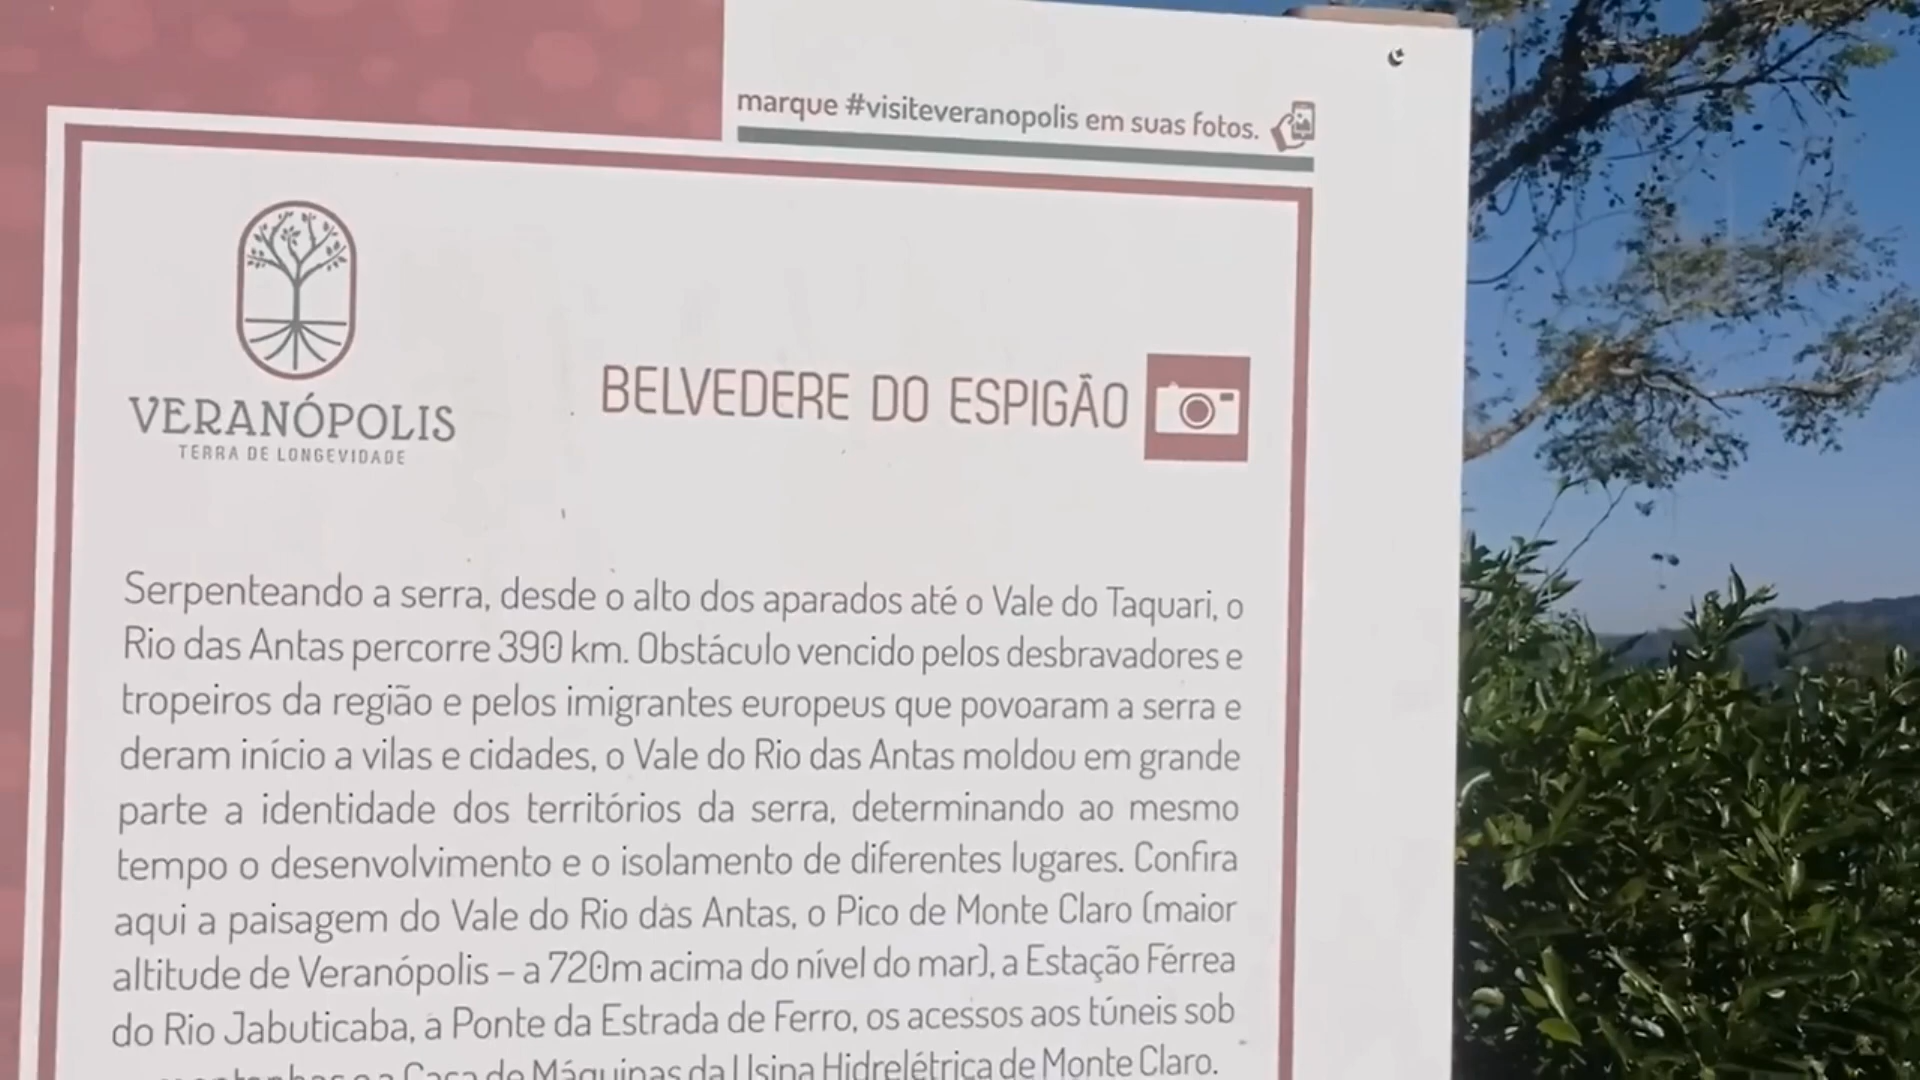 marque #visiteveranopolis em suas fotos.
VERANÓPOLIS
TERRA DE LONGEVIDADE
BELVEDERE DO ESPIGÃO
Serpenteando a serra, desde o alto dos aparados até o Vale do Taquari, o
Rio das Antas percorre 390 km. Obstáculo vencido pelos desbravadores e
tropeiros da região e pelos imigrantes europeus que povoaram a serra e
deram início a vilas e cidades, o Vale do Rio das Antas moldou em grande
parte a identidade dos territórios da serra, determinando ao mesmo
tempo o desenvolvimento e o isolamento de diferentes lugares. Confira
aqui a paisagem do Vale do Rio das Antas, o Pico de Monte Claro (maior
altitude de Veranópolis – a 720m acima do nível do mar), a Estação Férrea
do Rio Jabuticaba, a Ponte da Estrada de Ferro, os acessos aos túneis sob
e a Casa de Máquinas da Usina Hidrelétrica de Monte Claro.